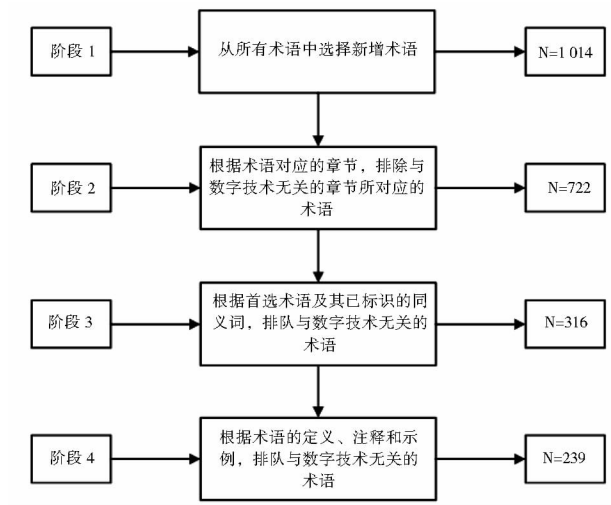 阶段 1
从所有术语中选择新增术语
N=1 014
阶段 2
根据术语对应的章节，排除与
数字技术无关的章节所对应的
术语
N=722
阶段 3
根据首选术语及其已标识的同
义词，排队与数字技术无关的
术语
N=316
阶段 4
根据术语的定义、注释和示
例，排队与数字技术无关的
术语
N=239